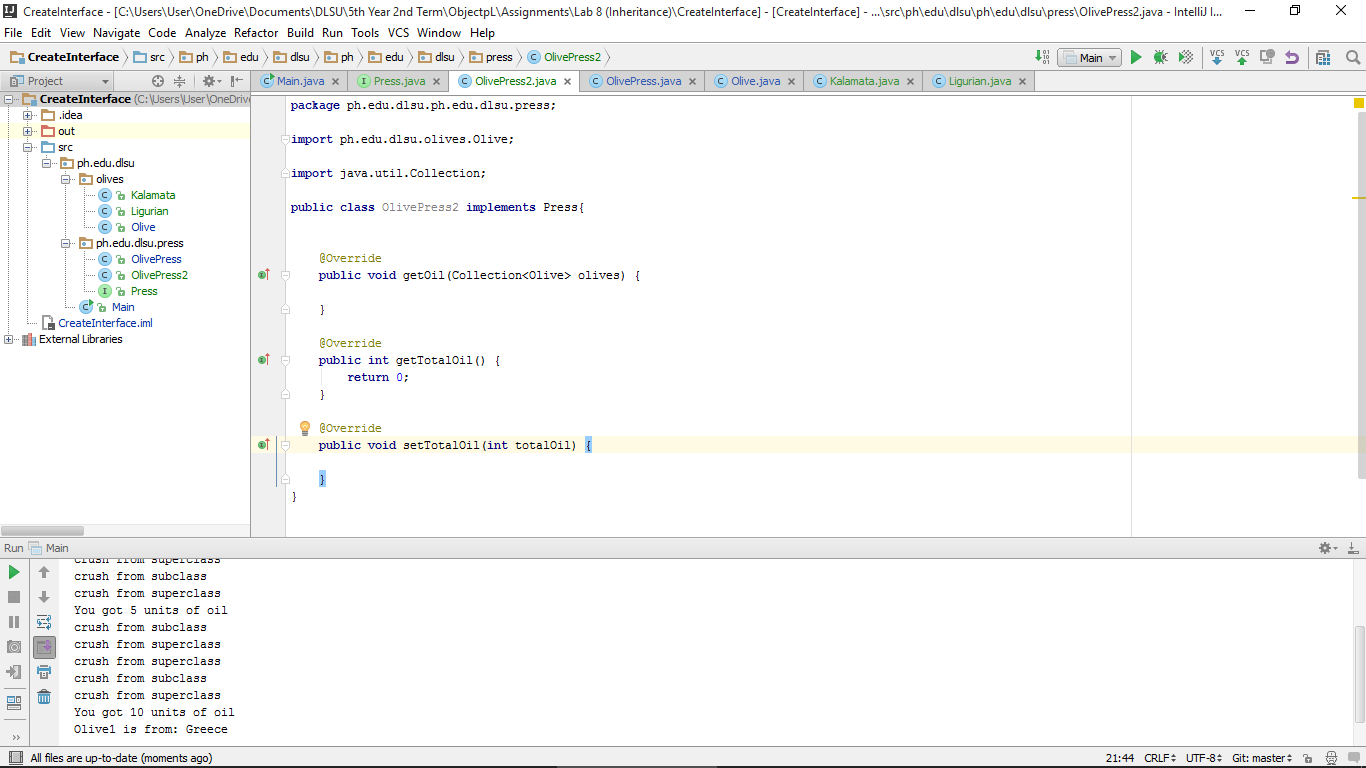 CreateInterface - [C:\Users\User\OneDrive\Documents\DLSU\5th Year 2nd Term\ObjectpL\Assignments\Lab 8 (Inheritance)\CreateInterface] - [CreateInterface] - ...\src\ph\edu\dlsu\ph\edu\dlsu\press\OlivePress2.java - IntelliJ I...
File Edit View Navigate Code Analyze Refactor Build Run Tools VCS Window Help
CreateInterface src ph edu dlsu ph edu dlsu press OlivePress2 Main VCS VCS
Project
Main.java Press.java OlivePress2.java OlivePress.java Olive.java Kalamata.java Ligurian.java
CreateInterface (C:\Users\User\OneDrive
.idea
out
src
ph.edu.dlsu
olives
Kalamata
Ligurian
Olive
ph.edu.dlsu.press
OlivePress
OlivePress2
Press
Main
CreateInterface.iml
External Libraries
package ph.edu.dlsu.ph.edu.dlsu.press;
import ph.edu.dlsu.olives.Olive;
import java.util.Collection;
public class OlivePress2 implements Press{
@Override
public void getOil(Collection<Olive> olives) {
}
@Override
public int getTotalOil() {
return 0;
}
@Override
public void setTotalOil(int totalOil) {
}
}
Run Main
crush from superclass
crush from subclass
crush from superclass
You got 5 units of oil
crush from subclass
crush from superclass
crush from superclass
crush from subclass
crush from superclass
You got 10 units of oil
Olive1 is from: Greece
All files are up-to-date (moments ago) 21:44 CRLF UTF-8 Git: master